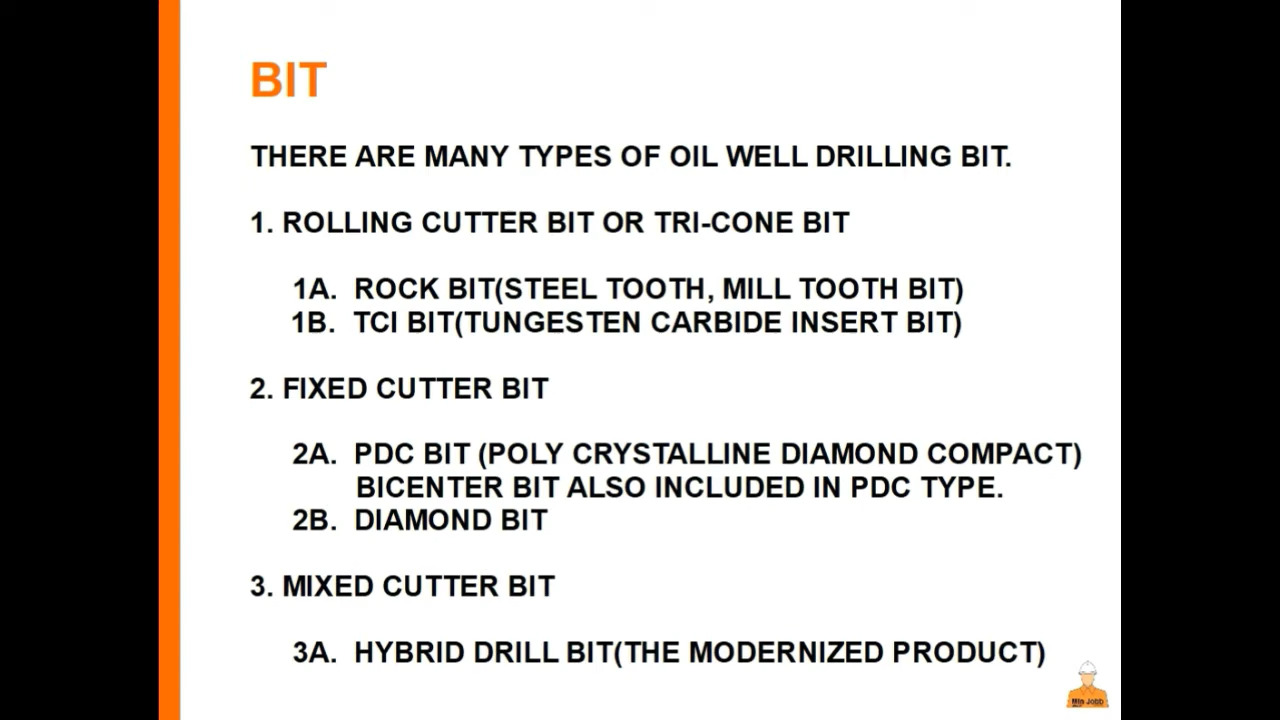 BIT
THERE ARE MANY TYPES OF OIL WELL DRILLING BIT.
1. ROLLING CUTTER BIT OR TRI-CONE BIT
1A. ROCK BIT(STEEL TOOTH, MILL TOOTH BIT)
1B. TCI BIT(TUNGESTEN CARBIDE INSERT BIT)
2. FIXED CUTTER BIT
2A. PDC BIT (POLY CRYSTALLINE DIAMOND COMPACT)
BICENTER BIT ALSO INCLUDED IN PDC TYPE.
2B. DIAMOND BIT
3. MIXED CUTTER BIT
3A. HYBRID DRILL BIT(THE MODERNIZED PRODUCT)